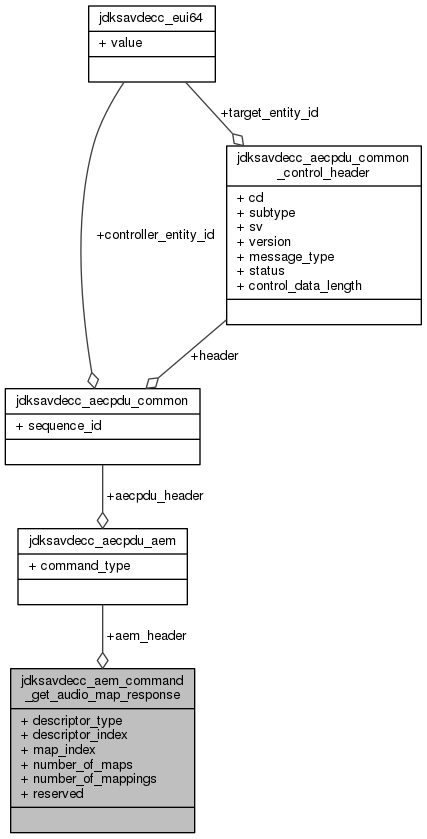 jdksavdecc_eui64
+ value
+target_entity_id
jdksavdecc_aecpdu_common
_control_header
+ cd
+ subtype
+ sv
+ version
+ message_type
+ status
+ control_data_length
+controller_entity_id
+header
jdksavdecc_aecpdu_common
+ sequence_id
+aecpdu_header
jdksavdecc_aecpdu_aem
+ command_type
+aem_header
jdksavdecc_aem_command
_get_audio_map_response
+ descriptor_type
+ descriptor_index
+ map_index
+ number_of_maps
+ number_of_mappings
+ reserved